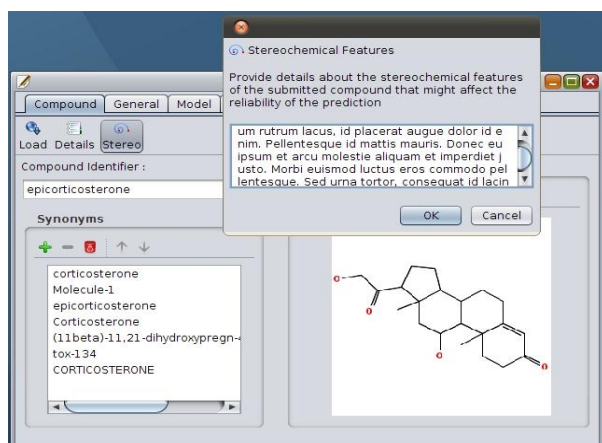 Stereochemical Features
Provide details about the stereochemical features
of the submitted compound that might affect the
reliability of the prediction
um rutrum lacus, id placerat augue dolor id e
nim. Pellentesque id mattis mauris. Donec eu
ipsum et arcu molestie aliquam et imperdiet j
usto. Morbi euismod luctus eros commodo pel
lentesque. Sed urna tortor, consequat id lacin
OK Cancel
Compound General Model
Load Details Stereo
Compound Identifier :
epicorticosterone
Synonyms
corticosterone
Molecule-1
epicorticosterone
Corticosterone
(11beta)-11,21-dihydroxypregn-
tox-134
CORTICOSTERONE
O
O
O
O